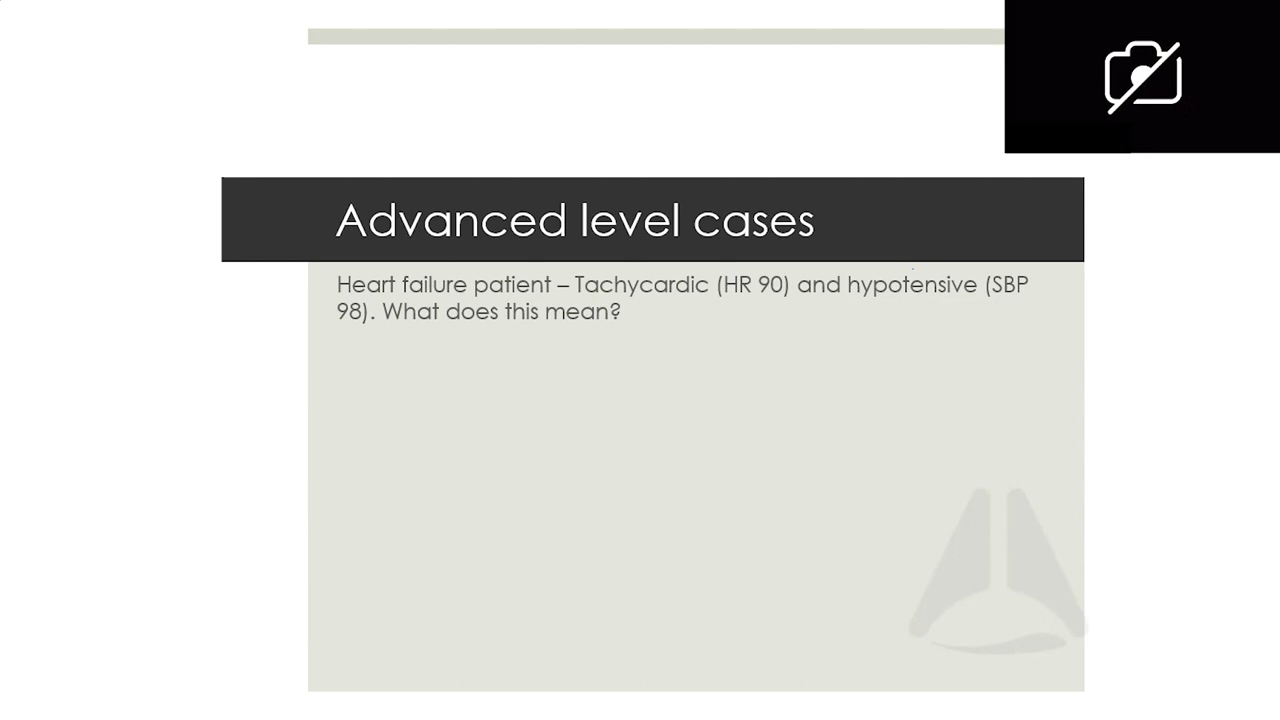 Advanced level cases
Heart failure patient – Tachycardic (HR 90) and hypotensive (SBP
98). What does this mean?